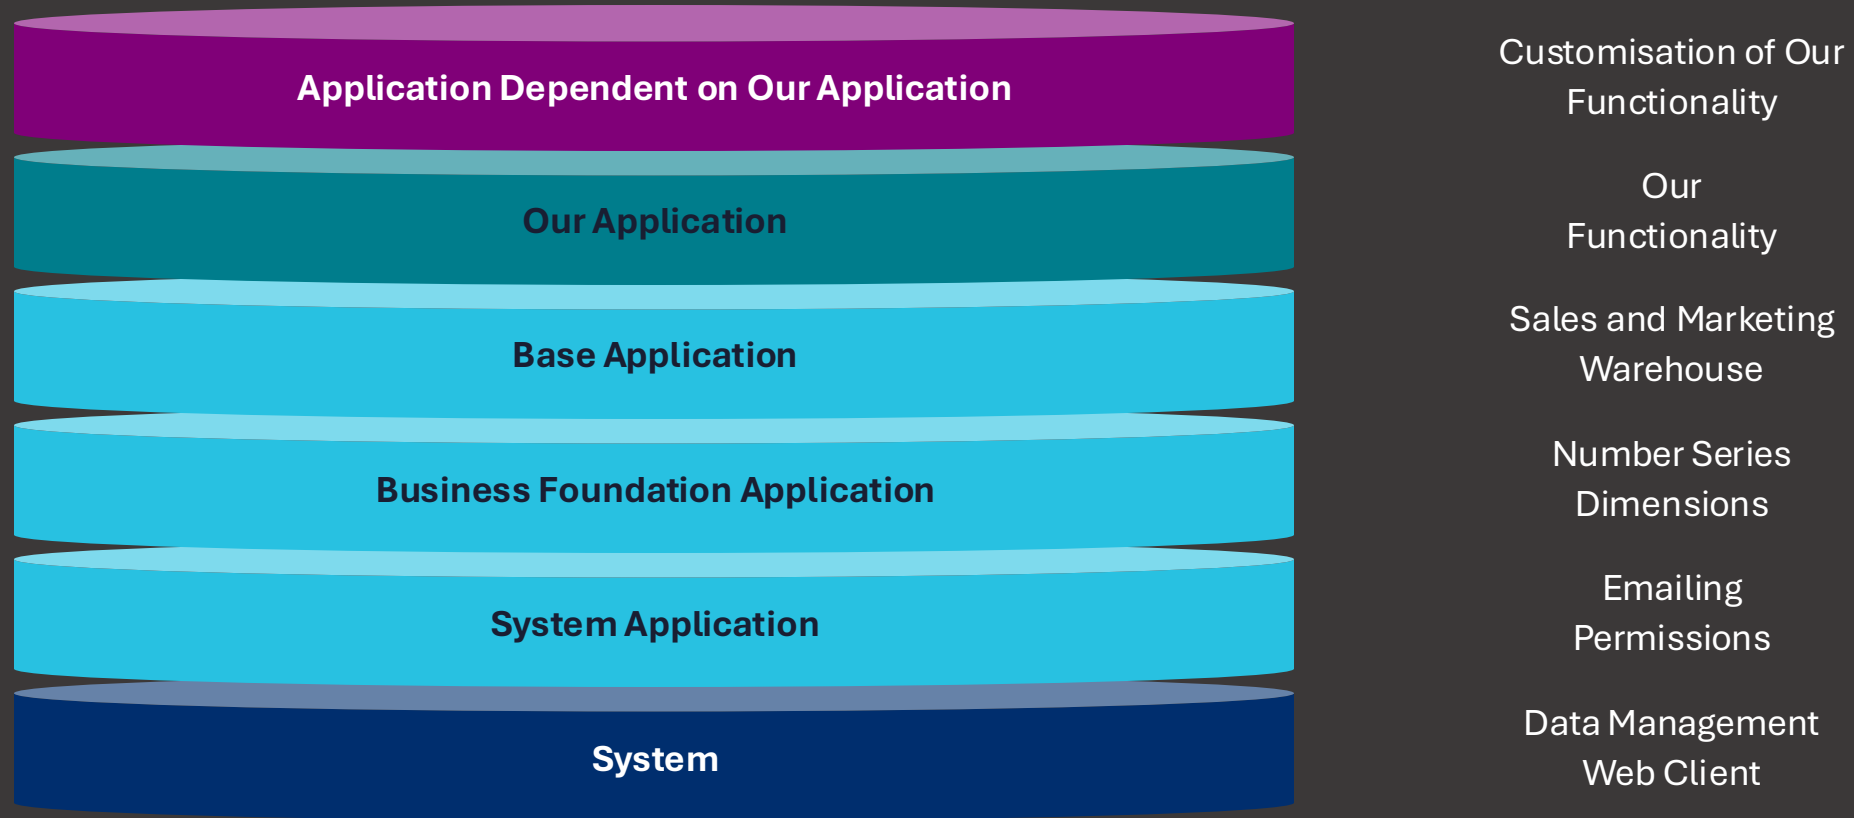 Application Dependent on Our Application
Customisation of Our
Functionality
Our Application
Our
Functionality
Base Application
Sales and Marketing
Warehouse
Business Foundation Application
Number Series
Dimensions
System Application
Emailing
Permissions
System
Data Management
Web Client